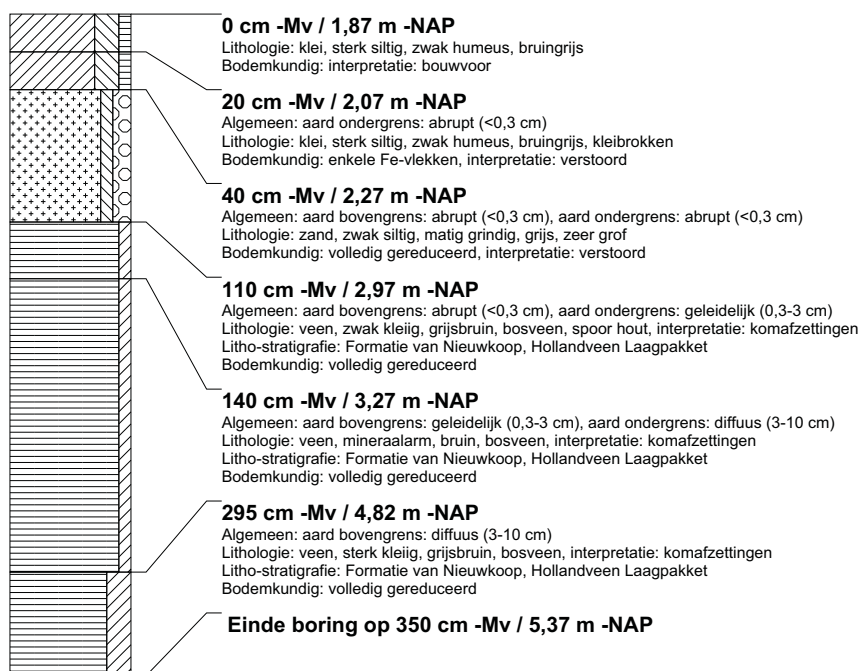 0 cm -Mv / 1,87 m -NAP
Lithologie: klei, sterk siltig, zwak humeus, bruingrijs
Bodemkundig: interpretatie: bouwvoor
20 cm -Mv / 2,07 m -NAP
Algemeen: aard ondergrens: abrupt (<0,3 cm)
Lithologie: klei, sterk siltig, zwak humeus, bruingrijs, kleibrokken
Bodemkundig: enkele Fe-vlekken, interpretatie: verstoord
40 cm -Mv / 2,27 m -NAP
Algemeen: aard bovengrens: abrupt (<0,3 cm), aard ondergrens: abrupt (<0,3 cm)
Lithologie: zand, zwak siltig, matig grindig, grijs, zeer grof
Bodemkundig: volledig gereduceerd, interpretatie: verstoord
110 cm -Mv / 2,97 m -NAP
Algemeen: aard bovengrens: abrupt (<0,3 cm), aard ondergrens: geleidelijk (0,3-3 cm)
Lithologie: veen, zwak kleiig, grijsbruin, bosveen, spoor hout, interpretatie: komafzettingen
Litho-stratigrafie: Formatie van Nieuwkoop, Hollandveen Laagpakket
Bodemkundig: volledig gereduceerd
140 cm -Mv / 3,27 m -NAP
Algemeen: aard bovengrens: geleidelijk (0,3-3 cm), aard ondergrens: diffuus (3-10 cm)
Lithologie: veen, mineraalarm, bruin, bosveen, interpretatie: komafzettingen
Litho-stratigrafie: Formatie van Nieuwkoop, Hollandveen Laagpakket
Bodemkundig: volledig gereduceerd
295 cm -Mv / 4,82 m -NAP
Algemeen: aard bovengrens: diffuus (3-10 cm)
Lithologie: veen, sterk kleiig, grijsbruin, bosveen, interpretatie: komafzettingen
Litho-stratigrafie: Formatie van Nieuwkoop, Hollandveen Laagpakket
Bodemkundig: volledig gereduceerd
Einde boring op 350 cm -Mv / 5,37 m -NAP